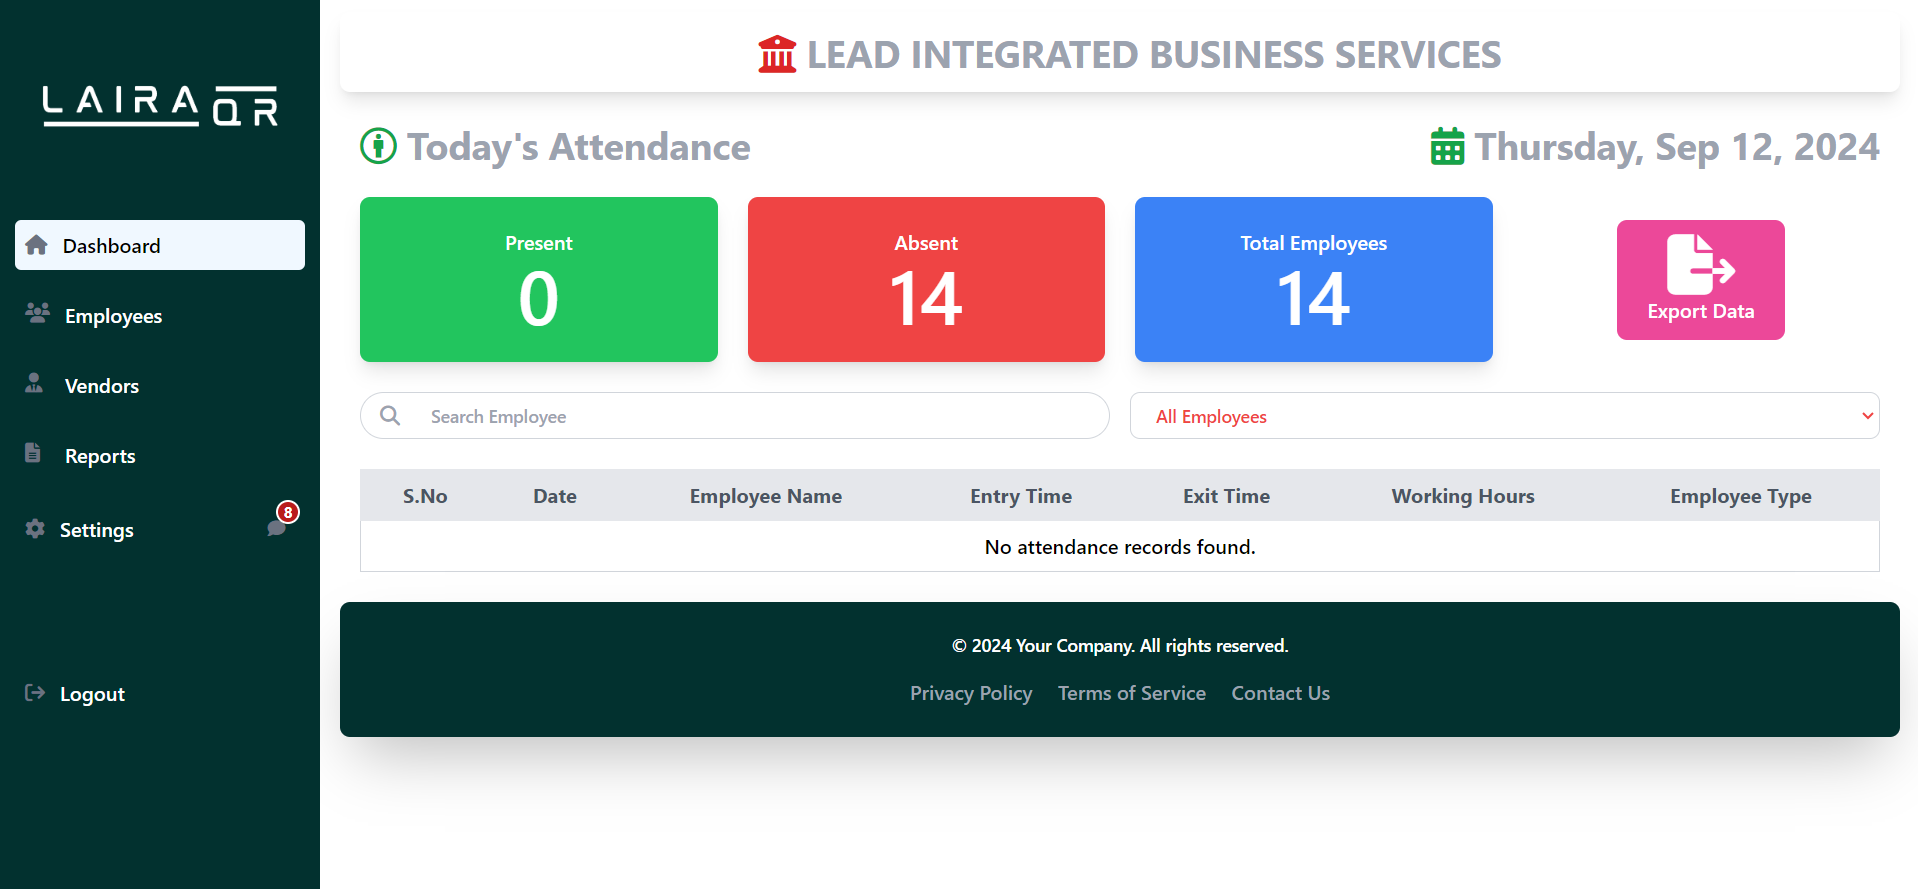 LAIRA QR
Dashboard
Employees
Vendors
Reports
Settings
8
Logout
LEAD INTEGRATED BUSINESS SERVICES
Today's Attendance
Thursday, Sep 12, 2024
Present
0
Absent
14
Total Employees
14
Export Data
Search Employee
All Employees
S.No Date Employee Name Entry Time Exit Time Working Hours Employee Type
No attendance records found.
© 2024 Your Company. All rights reserved.
Privacy Policy Terms of Service Contact Us